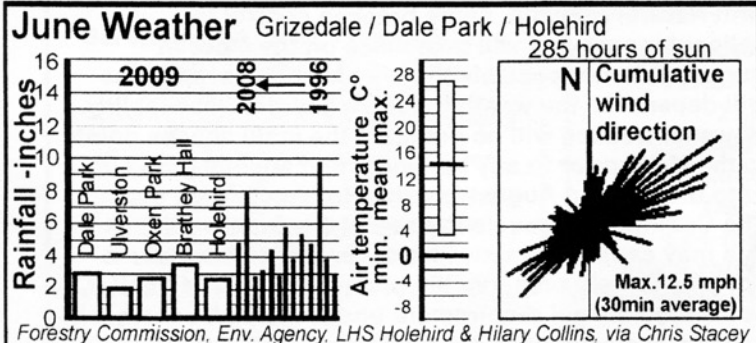 June Weather Grizedale / Dale Park / Holehird
285 hours of sun
Rainfall -inches
16
14
12
10
8
6
4
2
0
2009
2008
1996
Dale Park
Ulvenston
Oxen Park
Brathey Hall
Holehird
Air temperature C°
min. mean max.
28
24
20
16
12
8
4
0
-4
-8
N
Cumulative
wind
direction
Max.12.5 mph
(30min average)
Forestry Commission, Env. Agency, LHS Holehird & Hilary Collins, via Chris Stacey